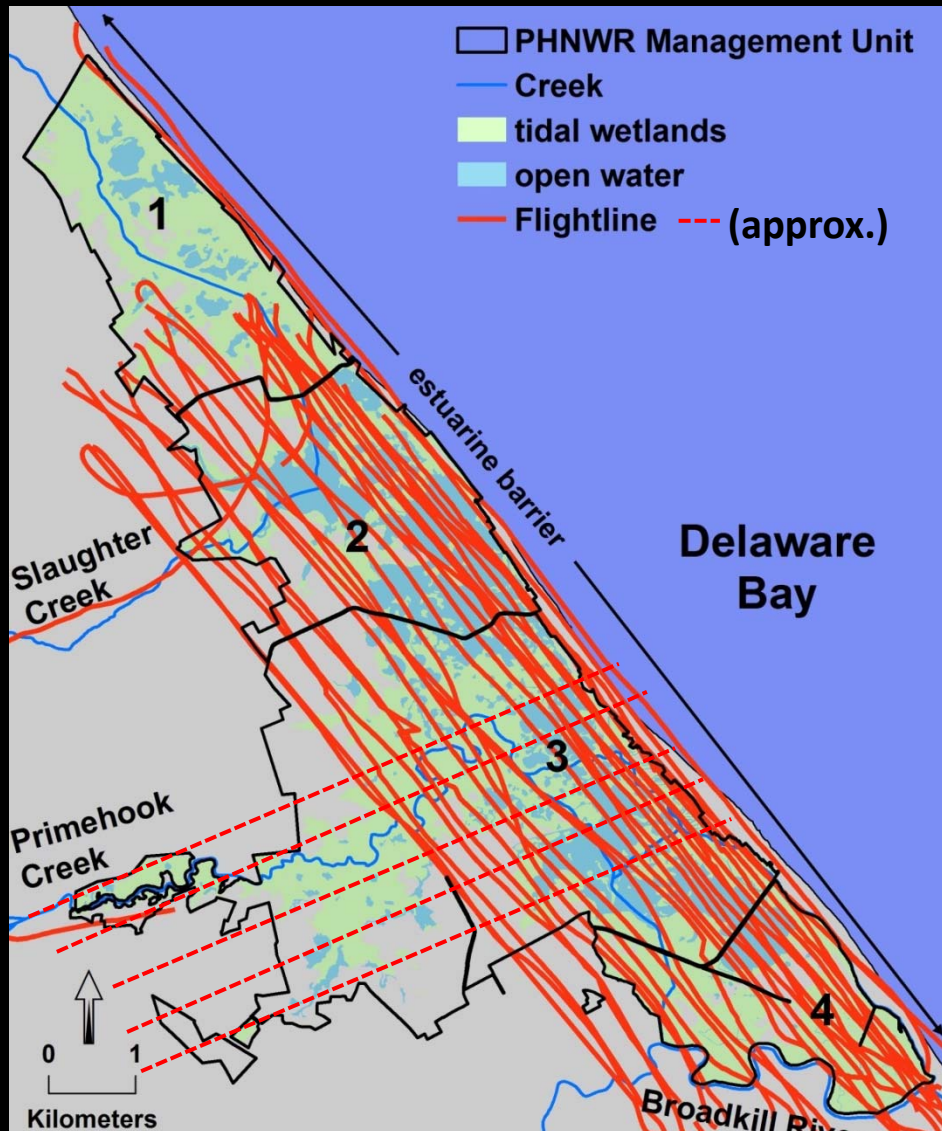 PHNWR Management Unit
Creek
tidal wetlands
open water
Flightline --- (approx.)
1
estuarine barrier
2
Delaware
Bay
Slaughter
Creek
3
Primehook
Creek
4
0 1
Kilometers
Broadkill